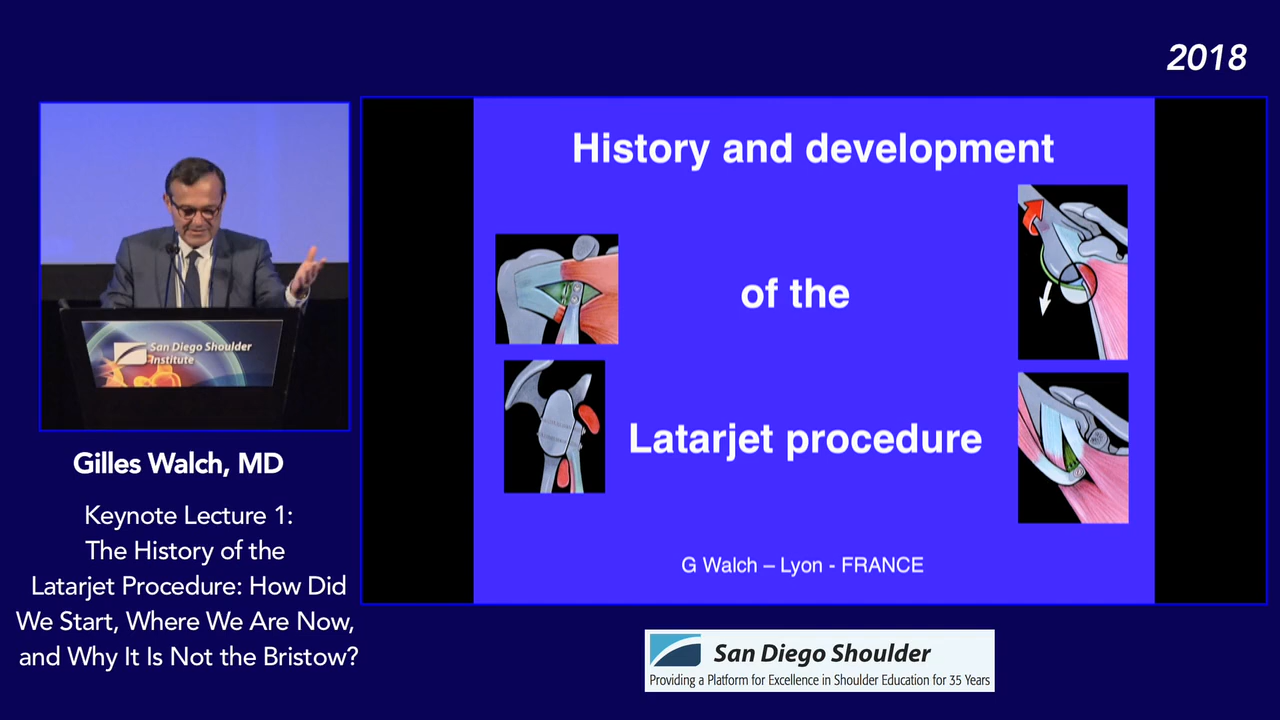 2018
San Diego Shoulder
Institute
Gilles Walch, MD
Keynote Lecture 1:
The History of the
Latarjet Procedure: How Did
We Start, Where We Are Now,
and Why It Is Not the Bristow?
History and development
of the
Latarjet procedure
G Walch – Lyon - FRANCE
San Diego Shoulder
Providing a Platform for Excellence in Shoulder Education for 35 Years